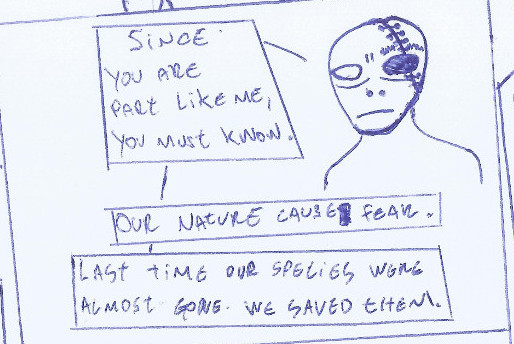 SINCE
YOU ARE
PART LIKE ME,
YOU MUST KNOW.
OUR NATURE CAUSE FEAR.
LAST TIME OUR SPECIES WERE
ALMOST GONE. WE SAVED THEM.